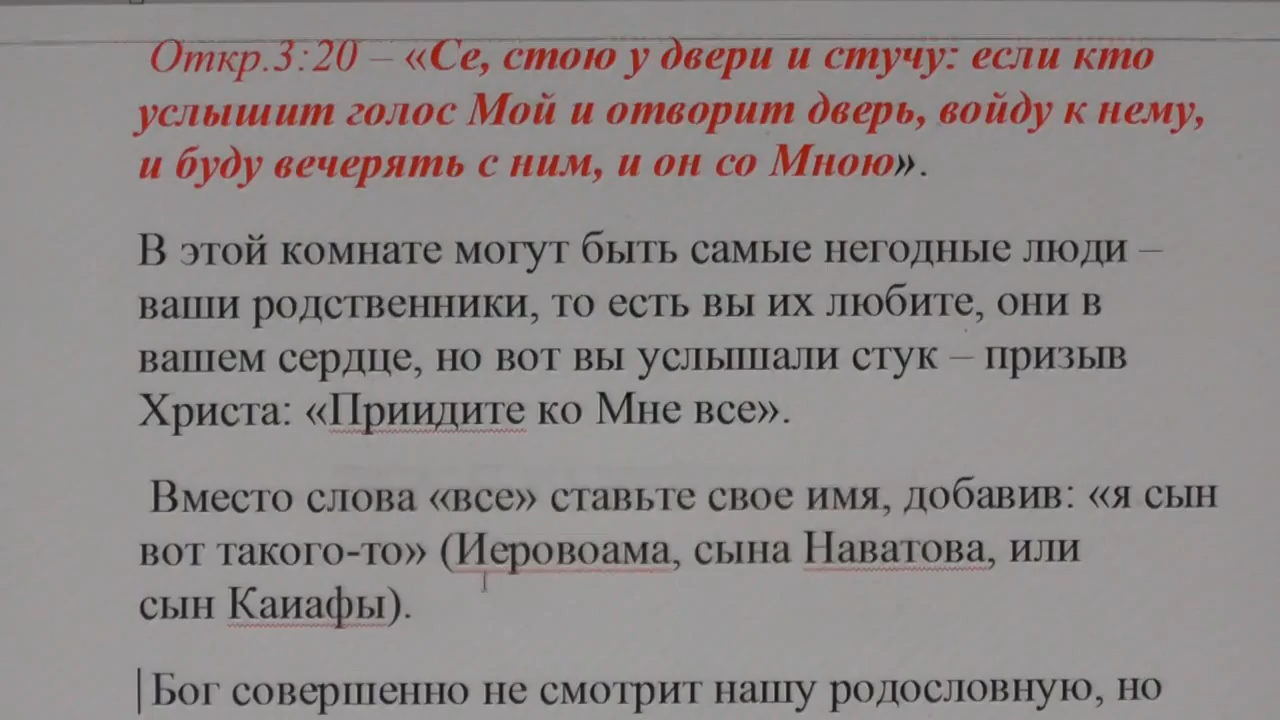 Откр.3:20 – «Се, стою у двери и стучу: если кто
услышит голос Мой и отворит дверь, войду к нему,
и буду вечерять с ним, и он со Мною».
В этой комнате могут быть самые негодные люди –
ваши родственники, то есть вы их любите, они в
вашем сердце, но вот вы услышали стук – призыв
Христа: «Приидите ко Мне все».
Вместо слова «все» ставьте свое имя, добавив: «я сын
вот такого-то» (Иеровоама, сына Наватова, или
сын Каиафы).
Бог совершенно не смотрит нашу родословную, но